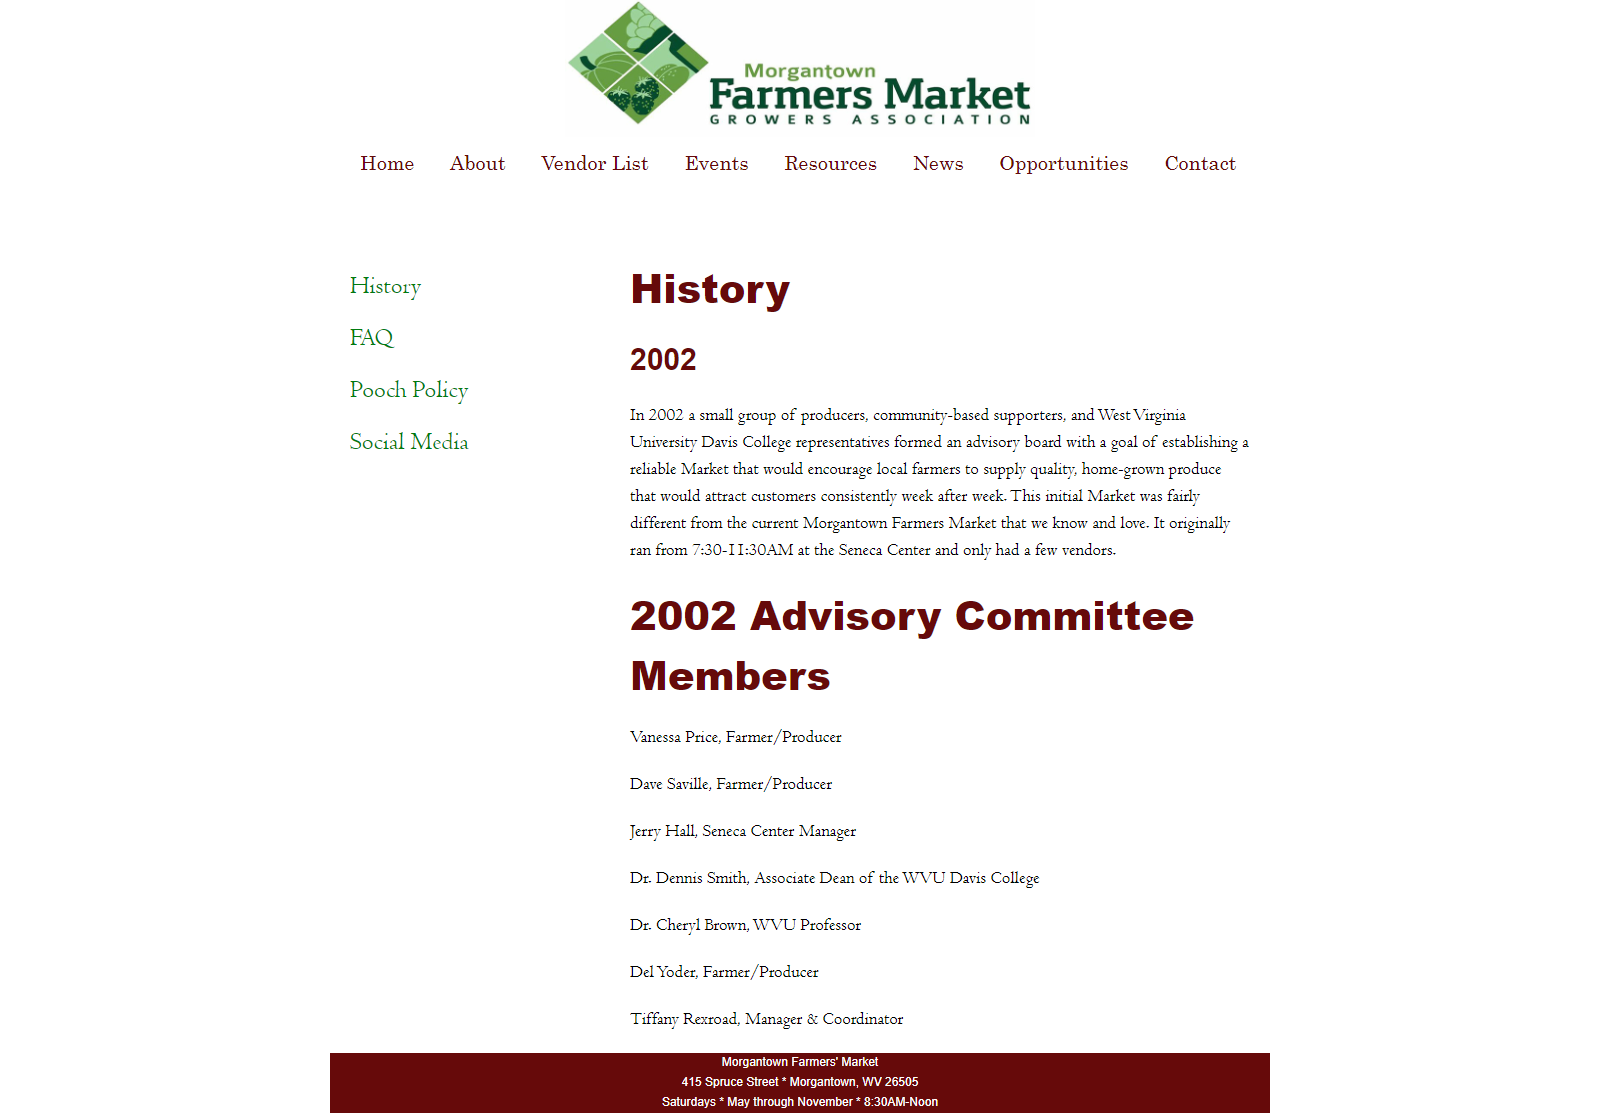 Morgantown
Farmers Market
GROWERS ASSOCIATION
Home About Vendor List Events Resources News Opportunities Contact
History
FAQ
Pooch Policy
Social Media
History
2002
In 2002 a small group of producers, community-based supporters, and West Virginia
University Davis College representatives formed an advisory board with a goal of establishing a
reliable Market that would encourage local farmers to supply quality, home-grown produce
that would attract customers consistently week after week. This initial Market was fairly
different from the current Morgantown Farmers Market that we know and love. It originally
ran from 7:30-11:30AM at the Seneca Center and only had a few vendors.
2002 Advisory Committee
Members
Vanessa Price, Farmer/Producer
Dave Saville, Farmer/Producer
Jerry Hall, Seneca Center Manager
Dr. Dennis Smith, Associate Dean of the WVU Davis College
Dr. Cheryl Brown, WVU Professor
Del Yoder, Farmer/Producer
Tiffany Rexroad, Manager & Coordinator
Morgantown Farmers' Market
415 Spruce Street * Morgantown, WV 26505
Saturdays * May through November * 8:30AM-Noon